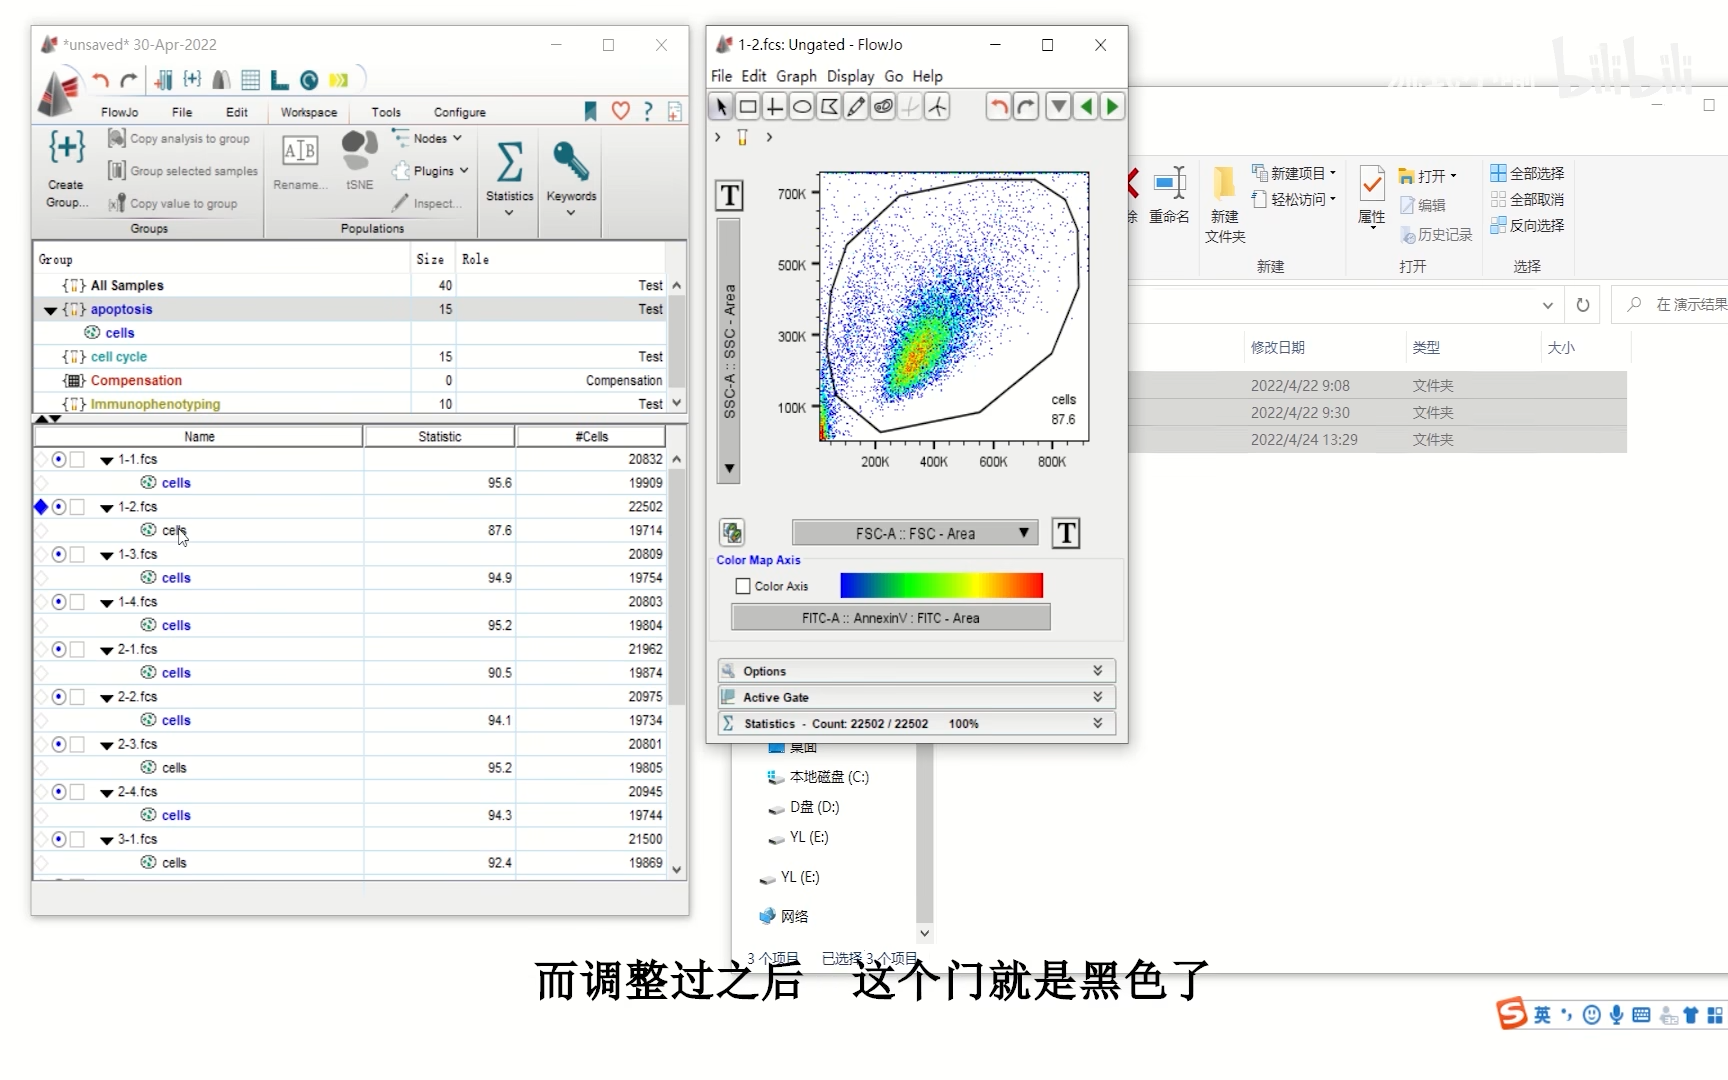 *unsaved* 30-Apr-2022
FlowJo File Edit Workspace Tools Configure
Create Group...
Copy analysis to group
Group selected samples
Copy value to group
Groups
Rename...
tSNE
Nodes
Plugins
Inspect...
Populations
Statistics
Keywords
Group Size Role
All Samples 40 Test
apoptosis 15 Test
cells
cell cycle 15 Test
Compensation 0 Compensation
Immunophenotyping 10 Test
Name Statistic #Cells
1-1.fcs 20832
cells 95.6 19909
1-2.fcs 22502
cells 87.6 19714
1-3.fcs 20809
cells 94.9 19754
1-4.fcs 20803
cells 95.2 19804
2-1.fcs 21962
cells 90.5 19874
2-2.fcs 20975
cells 94.1 19734
2-3.fcs 20801
cells 95.2 19805
2-4.fcs 20945
cells 94.3 19744
3-1.fcs 21500
cells 92.4 19869
1-2.fcs: Ungated - FlowJo
File Edit Graph Display Go Help
T
SSC-A :: SSC - Area
700K
500K
300K
100K
cells
87.6
200K 400K 600K 800K
FSC-A :: FSC - Area
T
Color Map Axis
Color Axis
FITC-A :: AnnexinV : FITC - Area
Options
Active Gate
Statistics - Count: 22502 / 22502 100%
bilibili
重命名
新建
文件夹
新建项目
轻松访问
新建
属性
打开
编辑
历史记录
打开
全部选择
全部取消
反向选择
选择
在 演示结果
修改日期 类型 大小
2022/4/22 9:08 文件夹
2022/4/22 9:30 文件夹
2022/4/24 13:29 文件夹
桌面
本地磁盘 (C:)
D盘 (D:)
YL (E:)
YL (E:)
网络
3 个项目 已选择 3 个项目
而调整过之后 这个门就是黑色了
英